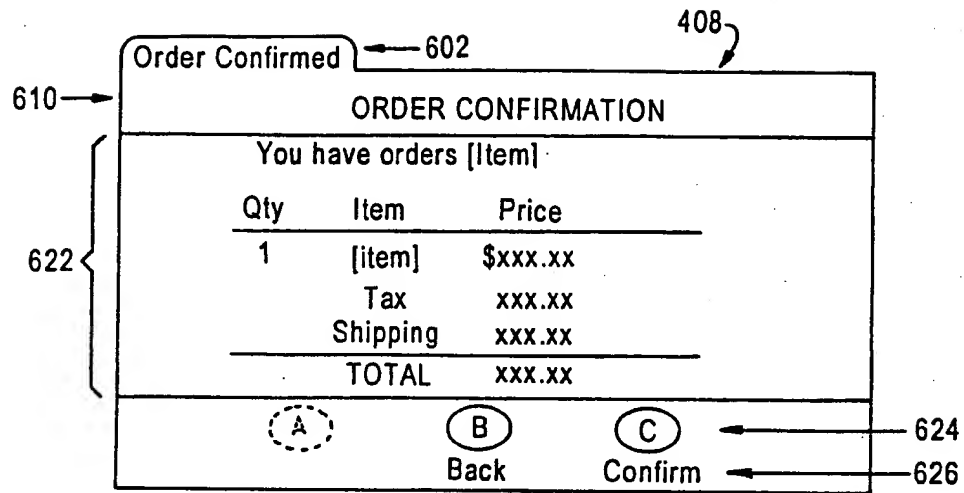 408
Order Confirmed 602
610 ORDER CONFIRMATION
You have orders [Item]
Qty Item Price
1 [item] $xxx.xx
622
Tax xxx.xx
Shipping xxx.xx
TOTAL xxx.xx
A B C 624
Back Confirm 626